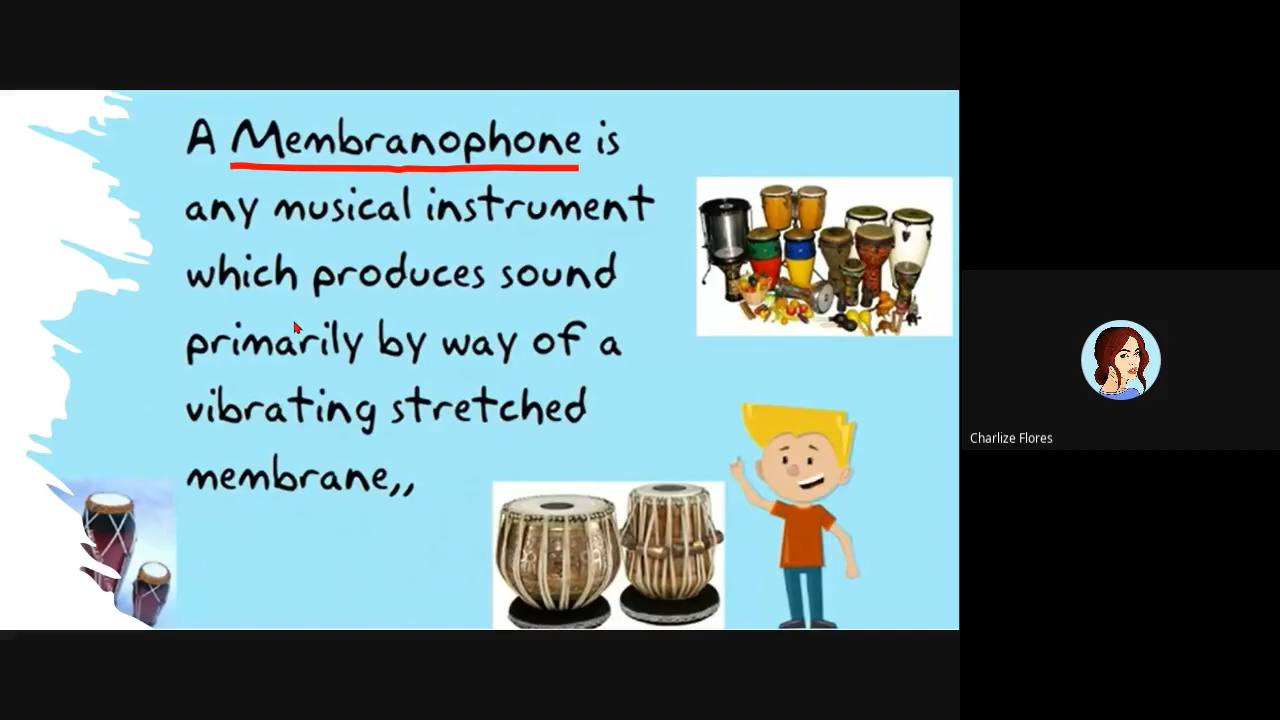 A Membranophone is
any musical instrument
which produces sound
primarily by way of a
vibrating stretched
membrane,,
Charlize Flores